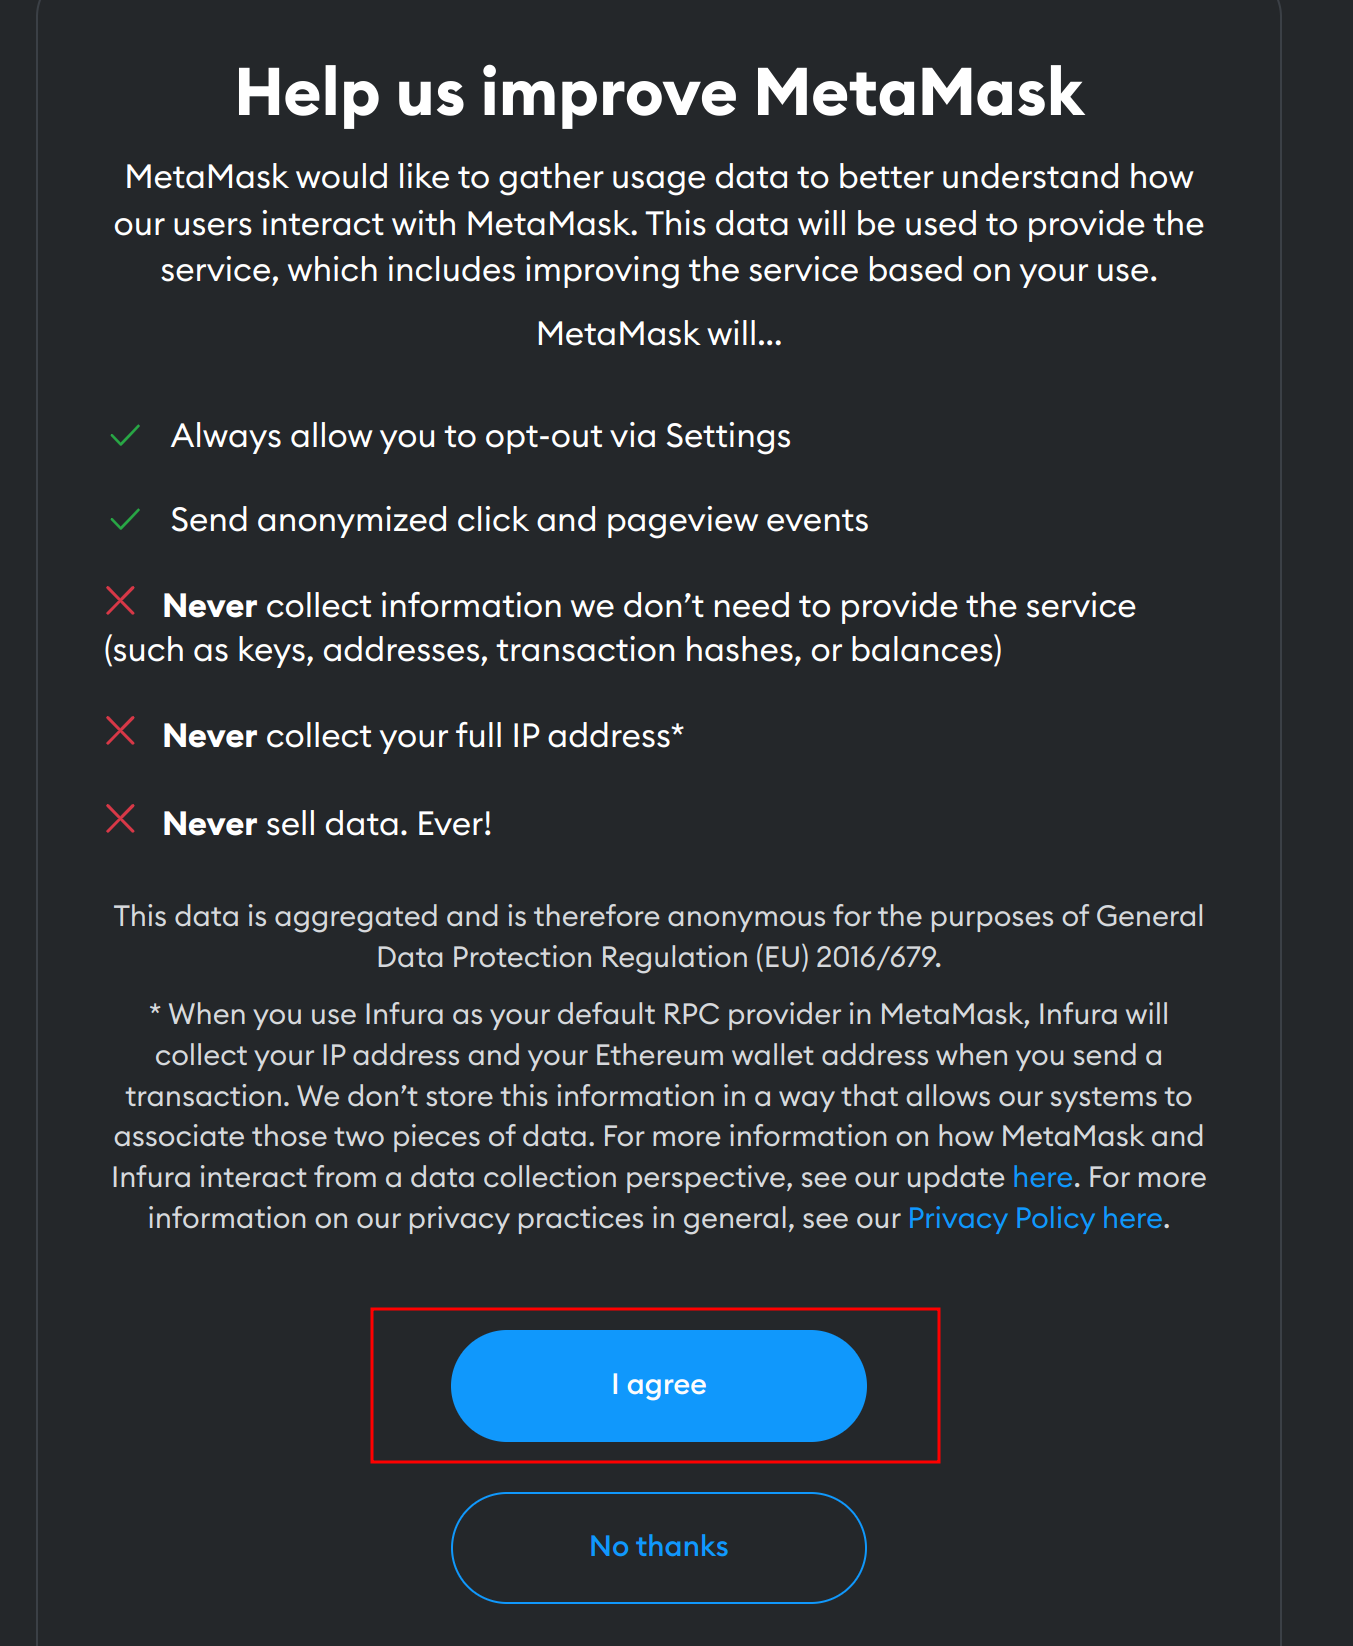 Help us improve MetaMask
MetaMask would like to gather usage data to better understand how
our users interact with MetaMask. This data will be used to provide the
service, which includes improving the service based on your use.
MetaMask will...
Always allow you to opt-out via Settings
Send anonymized click and pageview events
Never collect information we don’t need to provide the service
(such as keys, addresses, transaction hashes, or balances)
Never collect your full IP address*
Never sell data. Ever!
This data is aggregated and is therefore anonymous for the purposes of General
Data Protection Regulation (EU) 2016/679.
* When you use Infura as your default RPC provider in MetaMask, Infura will
collect your IP address and your Ethereum wallet address when you send a
transaction. We don’t store this information in a way that allows our systems to
associate those two pieces of data. For more information on how MetaMask and
Infura interact from a data collection perspective, see our update here. For more
information on our privacy practices in general, see our Privacy Policy here.
I agree
No thanks